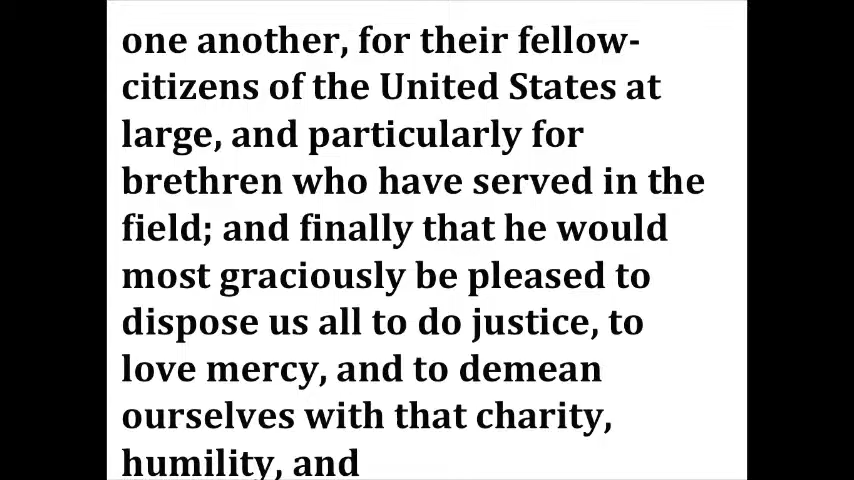 one another, for their fellow-
citizens of the United States at
large, and particularly for
brethren who have served in the
field; and finally that he would
most graciously be pleased to
dispose us all to do justice, to
love mercy, and to demean
ourselves with that charity,
humility, and